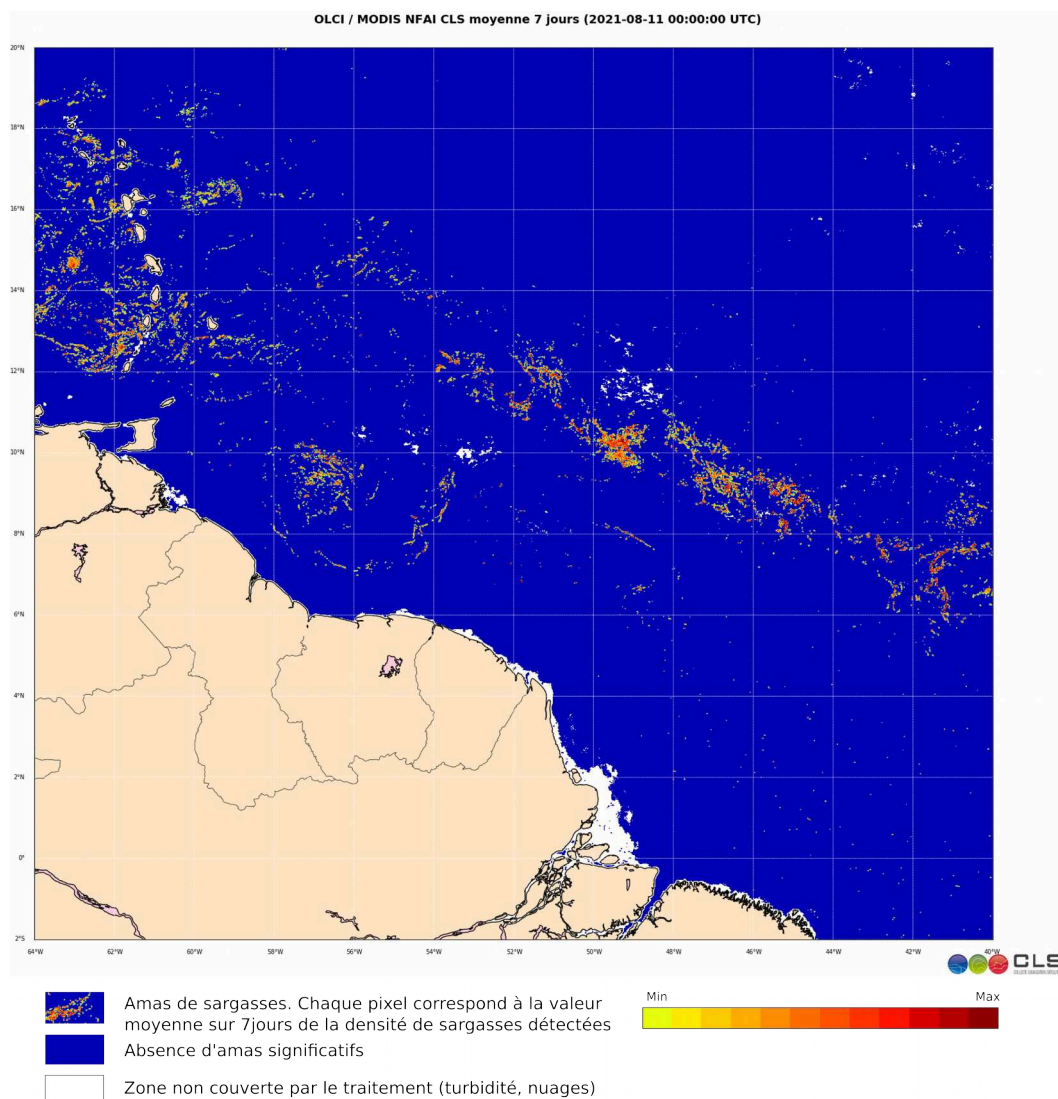 OLCI / MODIS NFAI CLS moyenne 7 jours (2021-08-11 00:00:00 UTC)
20°N
18°N
16°N
14°N
12°N
10°N
8°N
6°N
4°N
2°N
0°
2°S
64°W 62°W 60°W 58°W 56°W 54°W 52°W 50°W 48°W 46°W 44°W 42°W 40°W
CLS
Amas de sargasses. Chaque pixel correspond à la valeur
moyenne sur 7jours de la densité de sargasses détectées
Min Max
Absence d'amas significatifs
Zone non couverte par le traitement (turbidité, nuages)